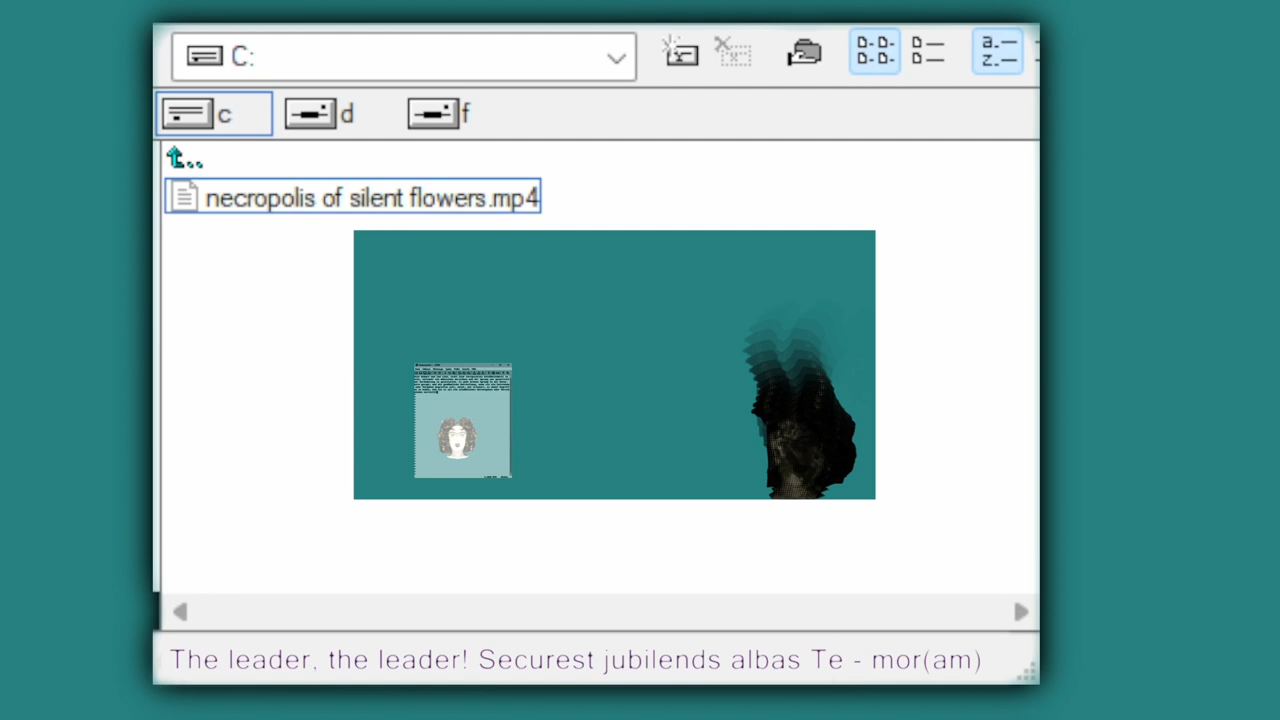 C:
a.
z.
c d f
..
necropolis of silent flowers.mp4
The leader, the leader! Securest jubilends albas Te - mor(am)